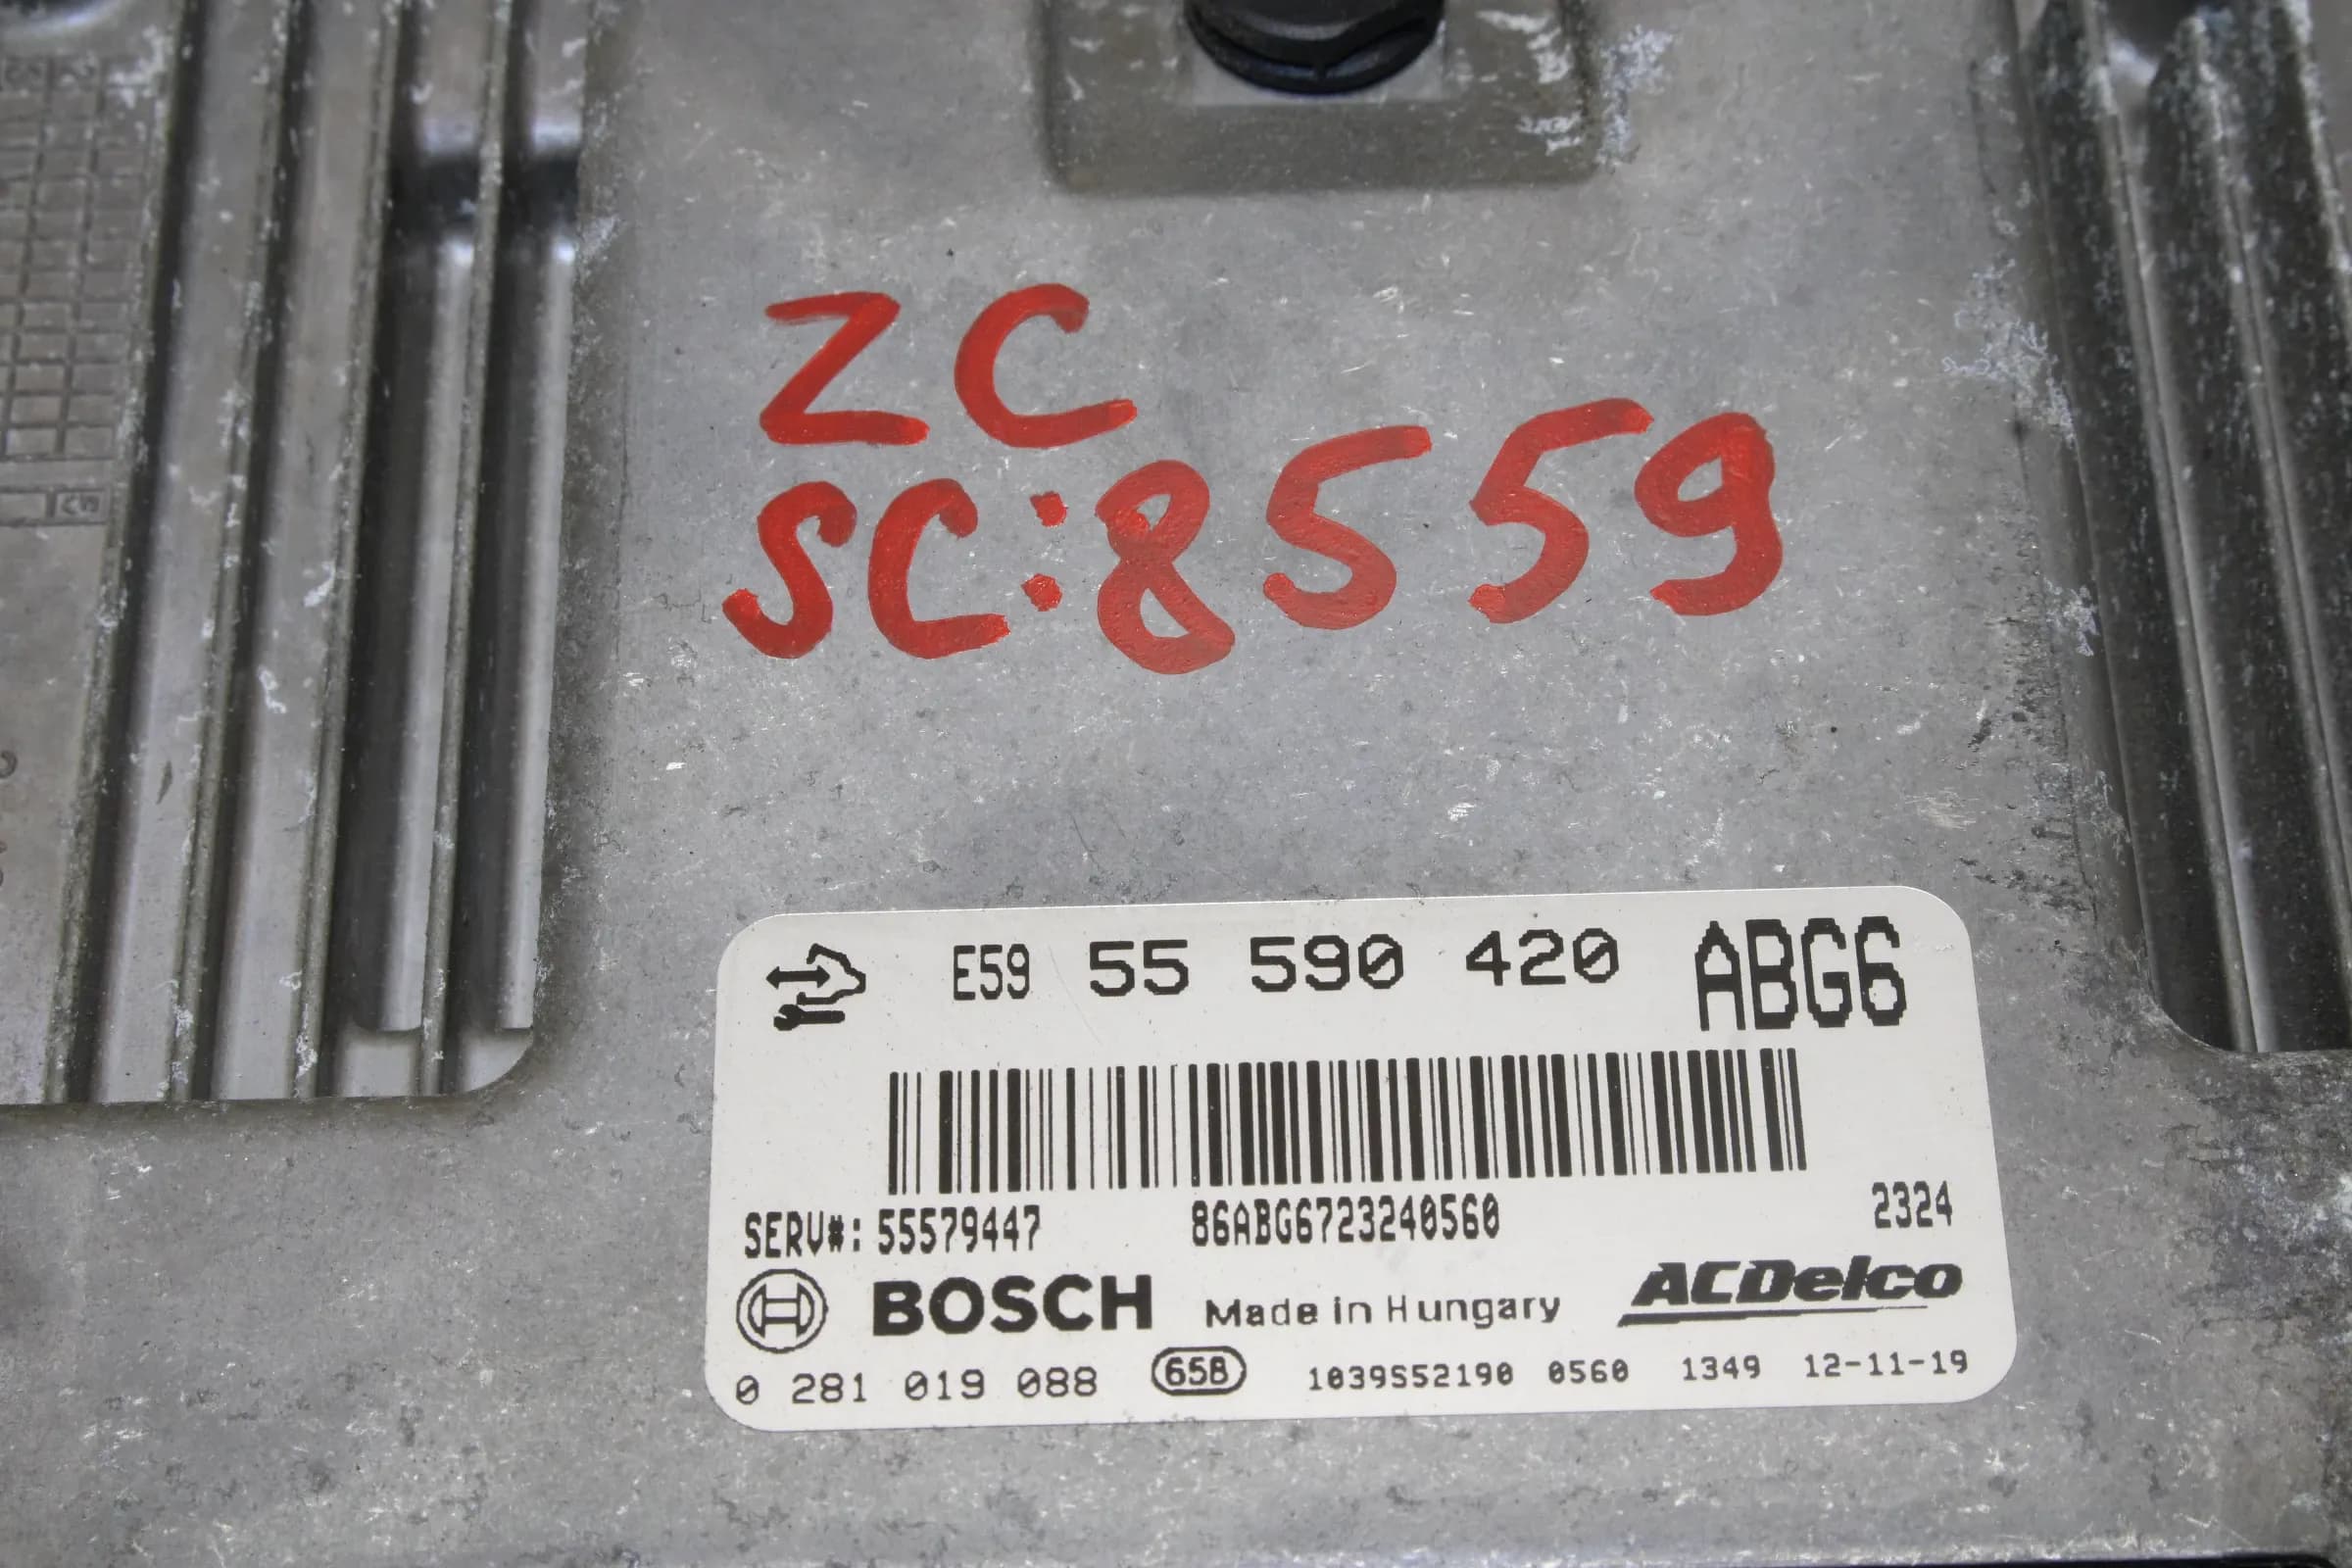 ZC
SC:8559
E59 55 590 420 ABG6
SERV#: 55579447 86ABG6723240560 2324
BOSCH Made in Hungary ACDelco
0 281 019 088 65B 1039S52190 0560 1349 12-11-19